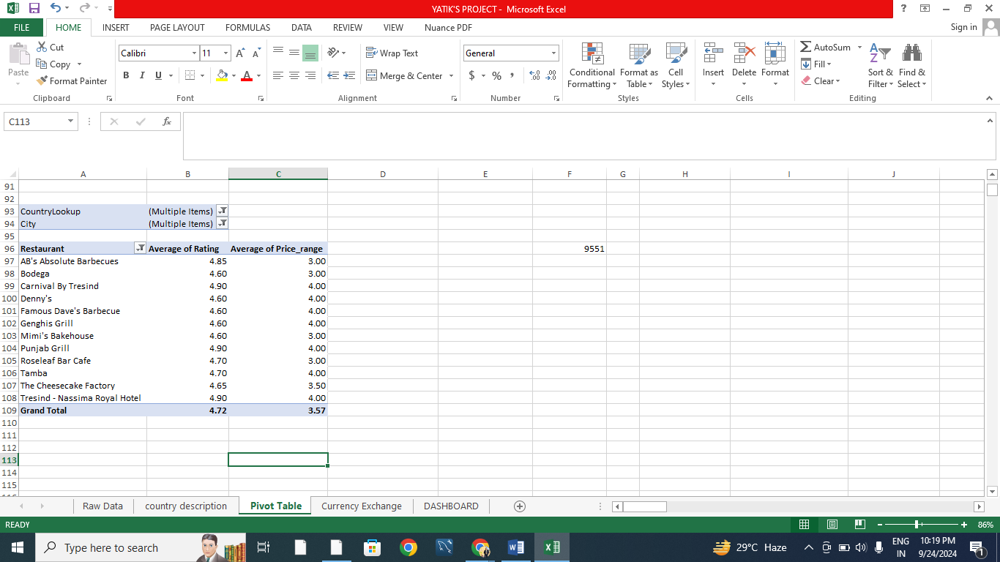 YATIK'S PROJECT - Microsoft Excel
FILE HOME INSERT PAGE LAYOUT FORMULAS DATA REVIEW VIEW Nuance PDF Sign in
Paste Cut Copy Format Painter Clipboard
Calibri 11 B I U A A A Font
Wrap Text Merge & Center Alignment
General $ % , Number
Conditional Formatting Format as Table Cell Styles Styles
Insert Delete Format Cells
AutoSum Fill Clear Sort & Filter Find & Select Editing
C113 fx
A B C D E F G H I J
91
92
93 CountryLookup (Multiple Items)
94 City (Multiple Items)
95
96 Restaurant Average of Rating Average of Price_range 9551
97 AB's Absolute Barbecues 4.85 3.00
98 Bodega 4.60 3.00
99 Carnival By Tresind 4.90 4.00
100 Denny's 4.60 4.00
101 Famous Dave's Barbecue 4.60 4.00
102 Genghis Grill 4.60 4.00
103 Mimi's Bakehouse 4.60 3.00
104 Punjab Grill 4.90 4.00
105 Roseleaf Bar Cafe 4.70 3.00
106 Tamba 4.70 4.00
107 The Cheesecake Factory 4.65 3.50
108 Tresind - Nassima Royal Hotel 4.90 4.00
109 Grand Total 4.72 3.57
110
111
112
113
114
115
Raw Data country description Pivot Table Currency Exchange DASHBOARD
READY 86%
Type here to search 29°C Haze ENG IN 10:19 PM 9/24/2024 1